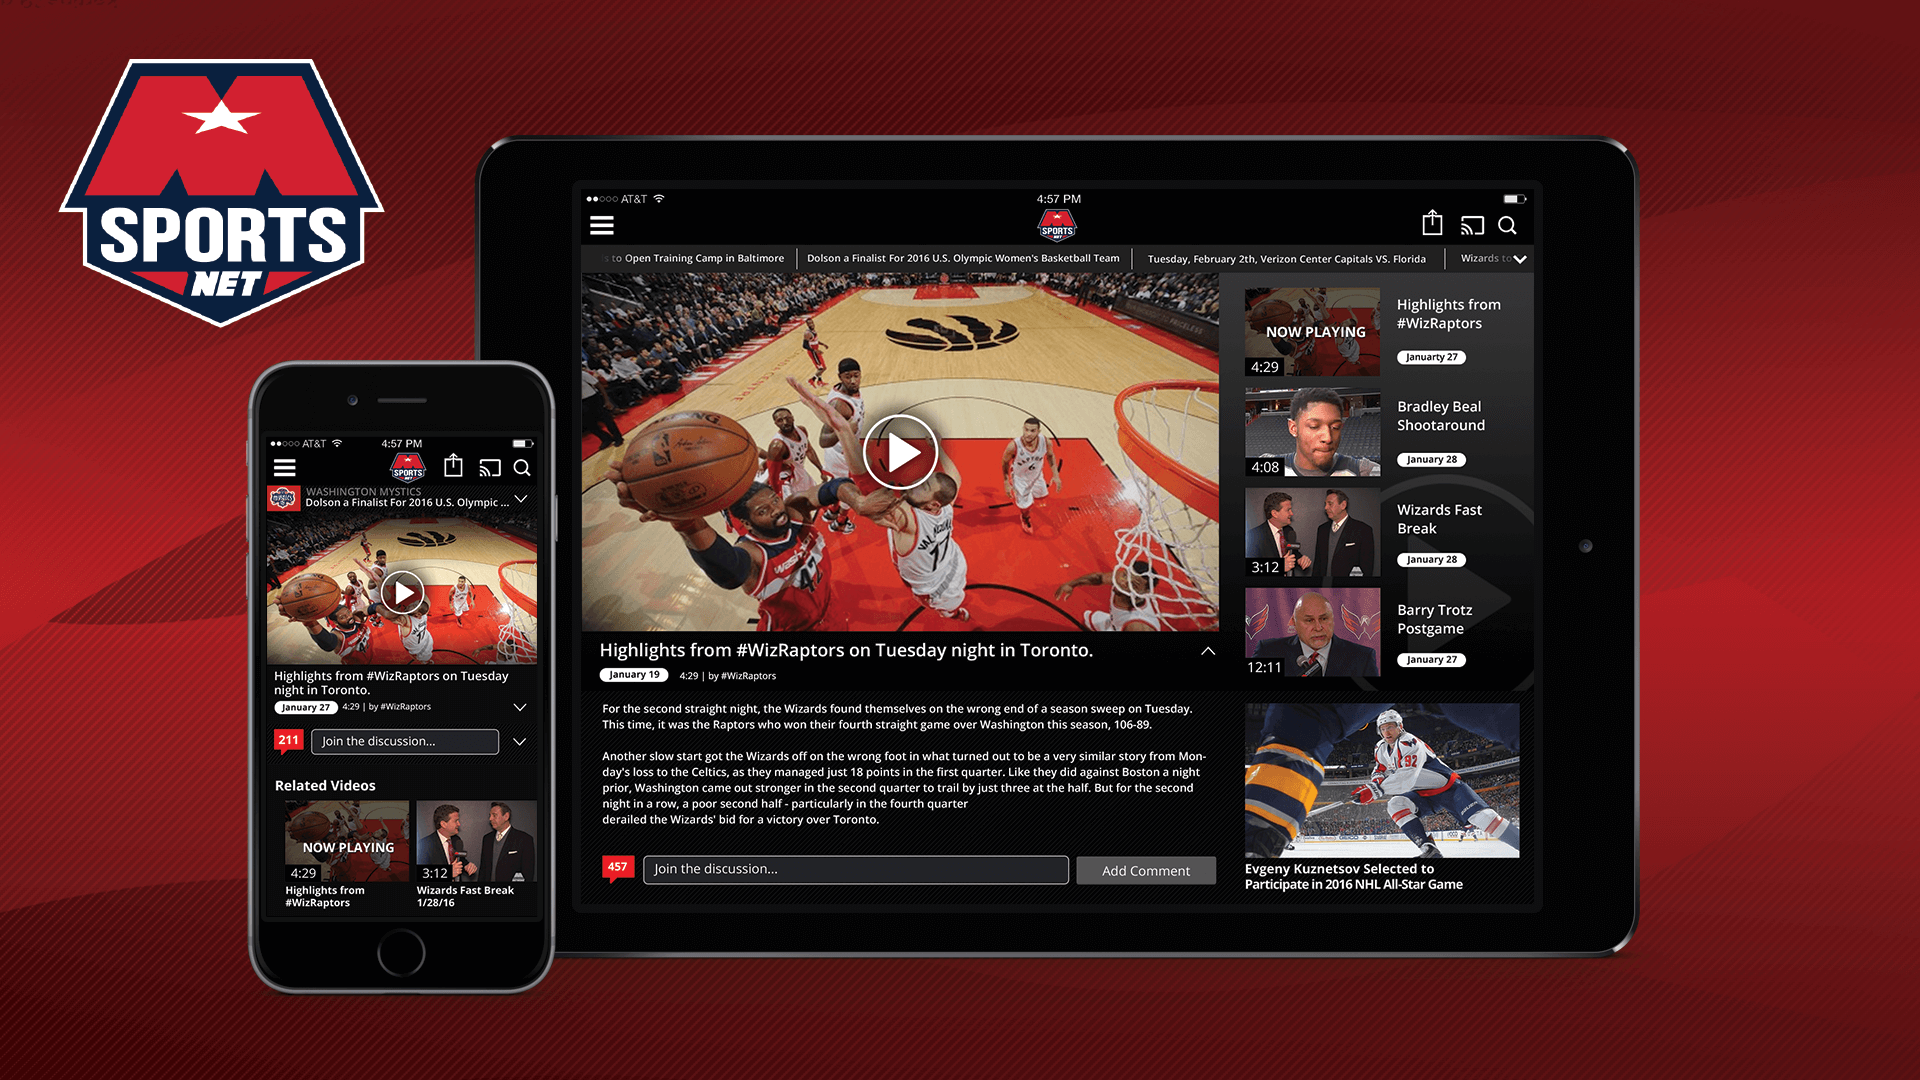 SPORTS
NET
AT&T
4:57 PM
SPORTS
NET
to Open Training Camp in Baltimore
Dolson a Finalist For 2016 U.S. Olympic Women's Basketball Team
Tuesday, February 2th, Verizon Center Capitals VS. Florida
Wizards to
NOW PLAYING
4:29
Highlights from
#WizRaptors
Januarty 27
4:08
Bradley Beal
Shootaround
January 28
3:12
Wizards Fast
Break
January 28
12:11
Barry Trotz
Postgame
January 27
Highlights from #WizRaptors on Tuesday night in Toronto.
January 19
4:29 | by #WizRaptors
For the second straight night, the Wizards found themselves on the wrong end of a season sweep on Tuesday.
This time, it was the Raptors who won their fourth straight game over Washington this season, 106-89.
Another slow start got the Wizards off on the wrong foot in what turned out to be a very similar story from Mon-
day's loss to the Celtics, as they managed just 18 points in the first quarter. Like they did against Boston a night
prior, Washington came out stronger in the second quarter to trail by just three at the half. But for the second
night in a row, a poor second half - particularly in the fourth quarter
derailed the Wizards' bid for a victory over Toronto.
457
Join the discussion...
Add Comment
92
Evgeny Kuznetsov Selected to
Participate in 2016 NHL All-Star Game
AT&T
4:57 PM
SPORTS
NET
WASHINGTON MYSTICS
Dolson a Finalist For 2016 U.S. Olympic ...
Highlights from #WizRaptors on Tuesday
night in Toronto.
January 27
4:29 | by #WizRaptors
211
Join the discussion...
Related Videos
NOW PLAYING
4:29
Highlights from
#WizRaptors
3:12
Wizards Fast Break
1/28/16